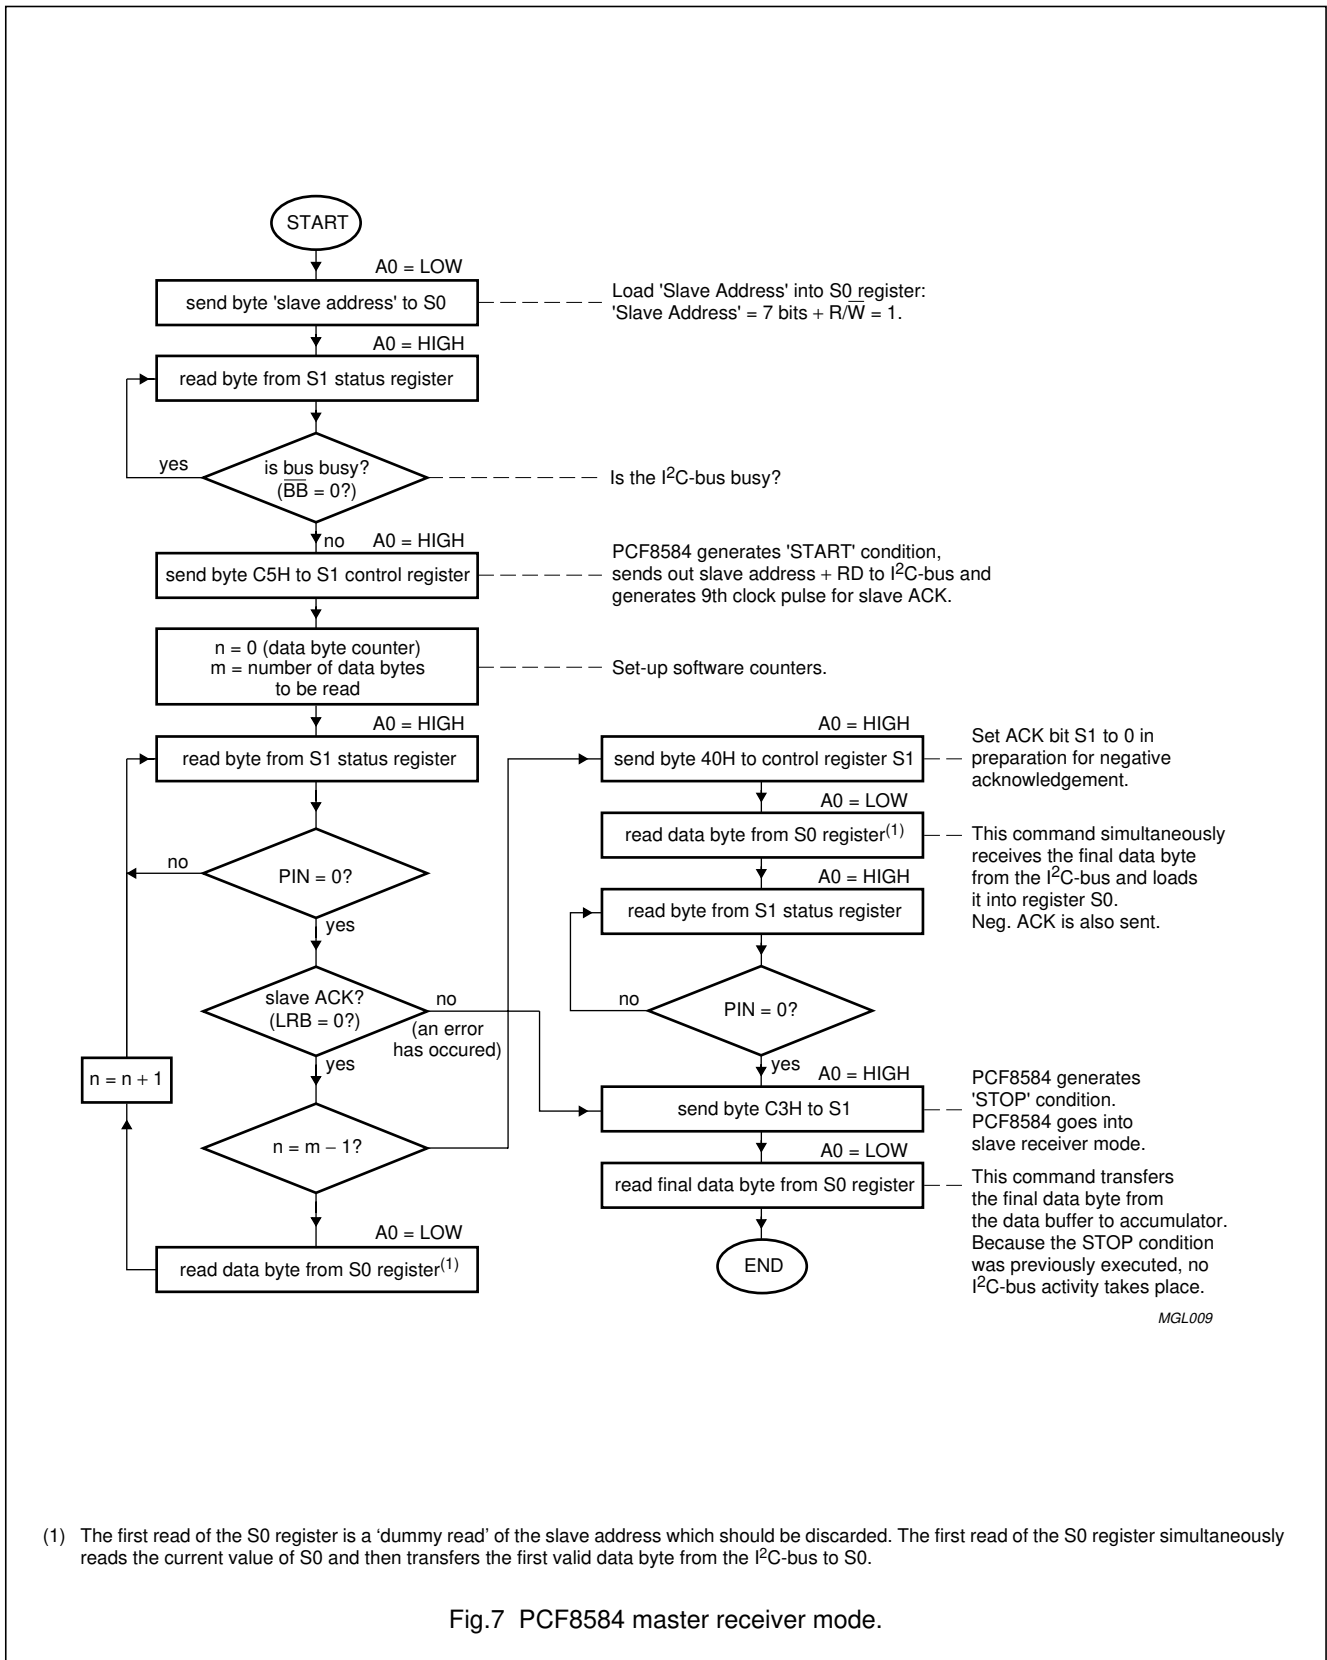 START
A0 = LOW
send byte 'slave address' to S0
Load 'Slave Address' into S0 register:
'Slave Address' = 7 bits + R/W̅ = 1.
A0 = HIGH
read byte from S1 status register
yes
is bus busy?
(B̅B̅ = 0?)
Is the I²C-bus busy?
no
A0 = HIGH
send byte C5H to S1 control register
PCF8584 generates 'START' condition,
sends out slave address + RD to I²C-bus and
generates 9th clock pulse for slave ACK.
n = 0 (data byte counter)
m = number of data bytes
to be read
Set-up software counters.
A0 = HIGH
read byte from S1 status register
no
PIN = 0?
yes
slave ACK?
(LRB = 0?)
no
(an error
has occured)
yes
n = n + 1
n = m − 1?
A0 = LOW
read data byte from S0 register(1)
A0 = HIGH
send byte 40H to control register S1
Set ACK bit S1 to 0 in
preparation for negative
acknowledgement.
A0 = LOW
read data byte from S0 register(1)
This command simultaneously
receives the final data byte
from the I²C-bus and loads
it into register S0.
Neg. ACK is also sent.
A0 = HIGH
read byte from S1 status register
no
PIN = 0?
yes
A0 = HIGH
send byte C3H to S1
PCF8584 generates
'STOP' condition.
PCF8584 goes into
slave receiver mode.
A0 = LOW
read final data byte from S0 register
This command transfers
the final data byte from
the data buffer to accumulator.
Because the STOP condition
was previously executed, no
I²C-bus activity takes place.
END
MGL009
(1) The first read of the S0 register is a ‘dummy read’ of the slave address which should be discarded. The first read of the S0 register simultaneously
reads the current value of S0 and then transfers the first valid data byte from the I²C-bus to S0.
Fig.7 PCF8584 master receiver mode.